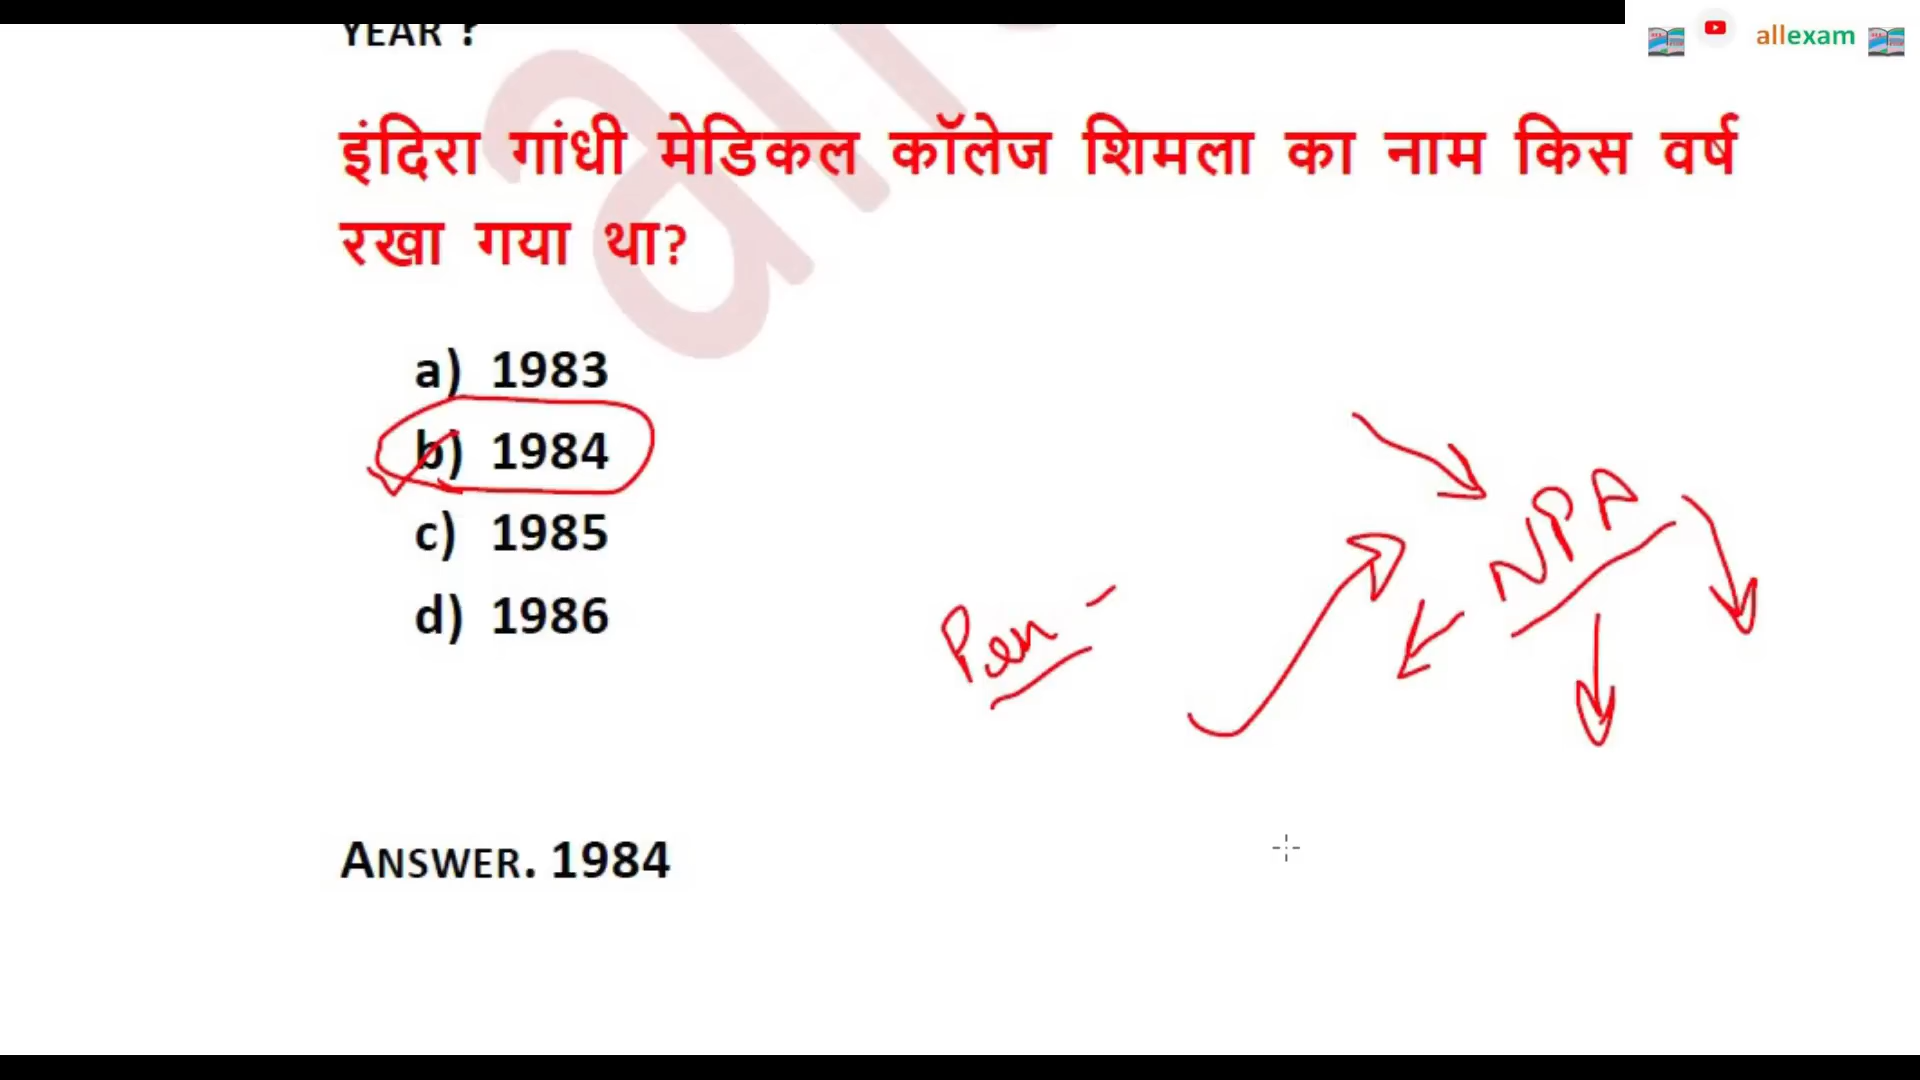 YEAR ?
allexam
इंदिरा गांधी मेडिकल कॉलेज शिमला का नाम किस वर्ष
रखा गया था?
a) 1983
b) 1984
c) 1985
d) 1986
NPA
Pen -
ANSWER. 1984